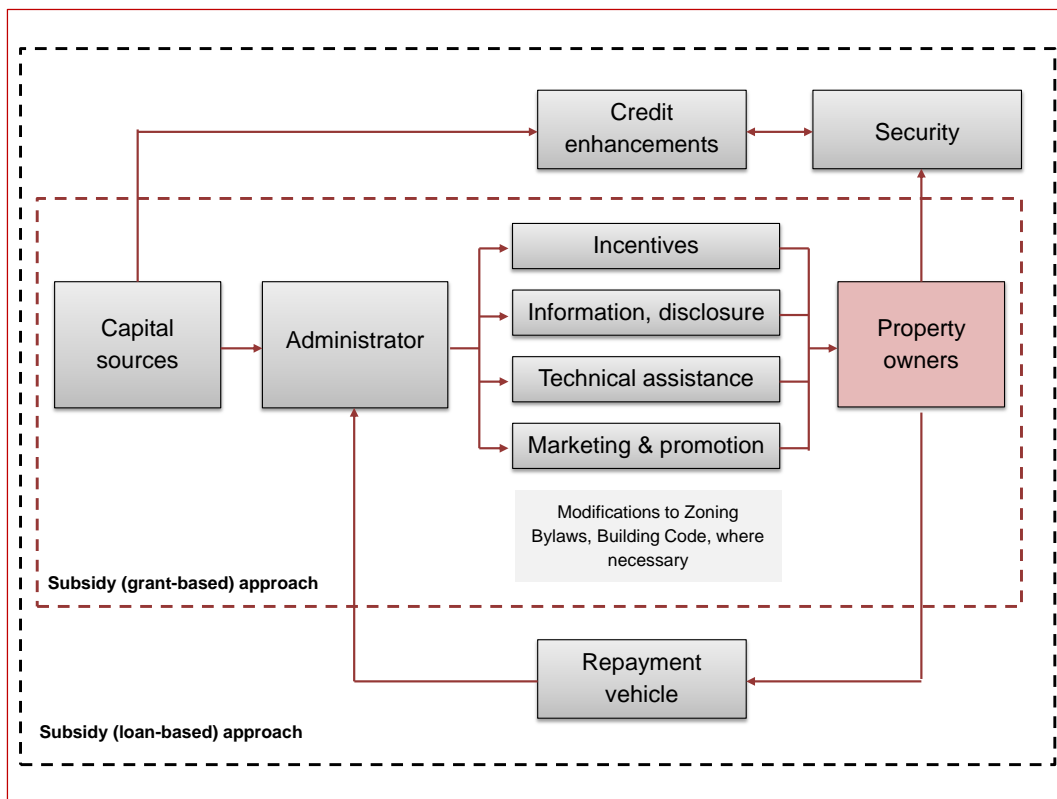 Credit
enhancements
Security
Incentives
Information, disclosure
Technical assistance
Marketing & promotion
Capital
sources
Administrator
Property
owners
Modifications to Zoning
Bylaws, Building Code, where
necessary
Subsidy (grant-based) approach
Repayment
vehicle
Subsidy (loan-based) approach